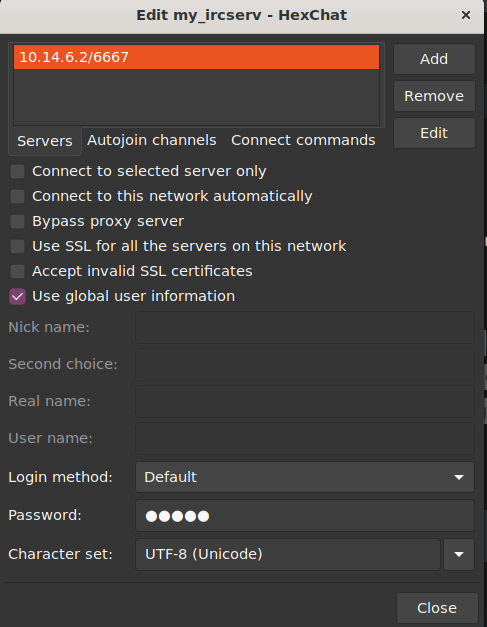 Edit my_ircserv - HexChat
10.14.6.2/6667
Add
Remove
Edit
Servers Autojoin channels Connect commands
Connect to selected server only
Connect to this network automatically
Bypass proxy server
Use SSL for all the servers on this network
Accept invalid SSL certificates
Use global user information
Nick name:
Second choice:
Real name:
User name:
Login method: Default
Password: ●●●●●
Character set: UTF-8 (Unicode)
Close